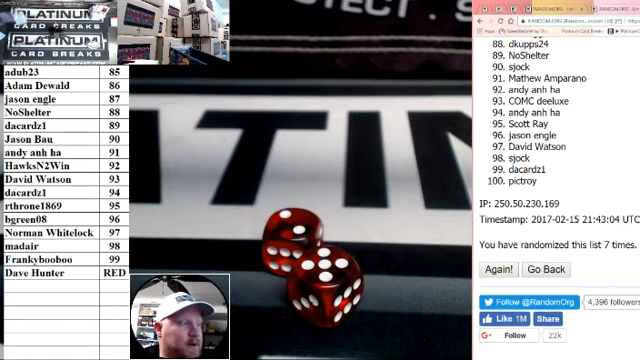 PLATINUM
CARD BREAKS
PLATINUM
CARD BREAKS
adub23 85
Adam Dewald 86
jason engle 87
NoShelter 88
dacardz1 89
Jason Bau 90
andy anh ha 91
HawksN2Win 92
David Watson 93
dacardz1 94
rthrone1869 95
bgreen08 96
Norman Whitelock 97
madair 98
Frankybooboo 99
Dave Hunter RED
TIN
88. dkupps24
89. NoShelter
90. sjock
91. Mathew Amparano
92. andy anh ha
93. COMC deeluxe
94. andy anh ha
95. Scott Ray
96. jason engle
97. David Watson
98. sjock
99. dacardz1
100. pictroy
IP: 250.50.230.169
Timestamp: 2017-02-15 21:43:04 UTC
You have randomized this list 7 times.
Again!
Go Back
Follow @RandomOrg
4,396 followers
Like 1M
Share
Follow
22k